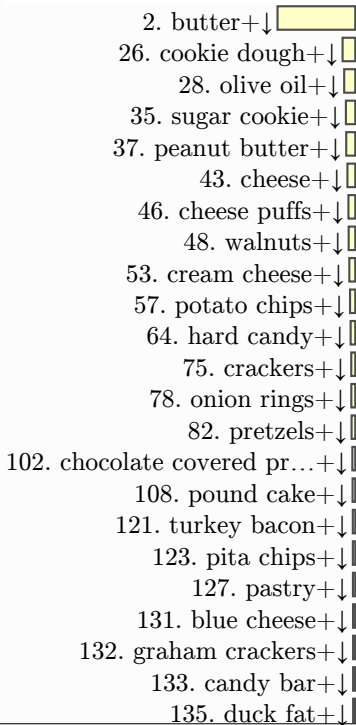 2. butter+↓
26. cookie dough+↓
28. olive oil+↓
35. sugar cookie+↓
37. peanut butter+↓
43. cheese+↓
46. cheese puffs+↓
48. walnuts+↓
53. cream cheese+↓
57. potato chips+↓
64. hard candy+↓
75. crackers+↓
78. onion rings+↓
82. pretzels+↓
102. chocolate covered pr...+↓
108. pound cake+↓
121. turkey bacon+↓
123. pita chips+↓
127. pastry+↓
131. blue cheese+↓
132. graham crackers+↓
133. candy bar+↓
135. duck fat+↓